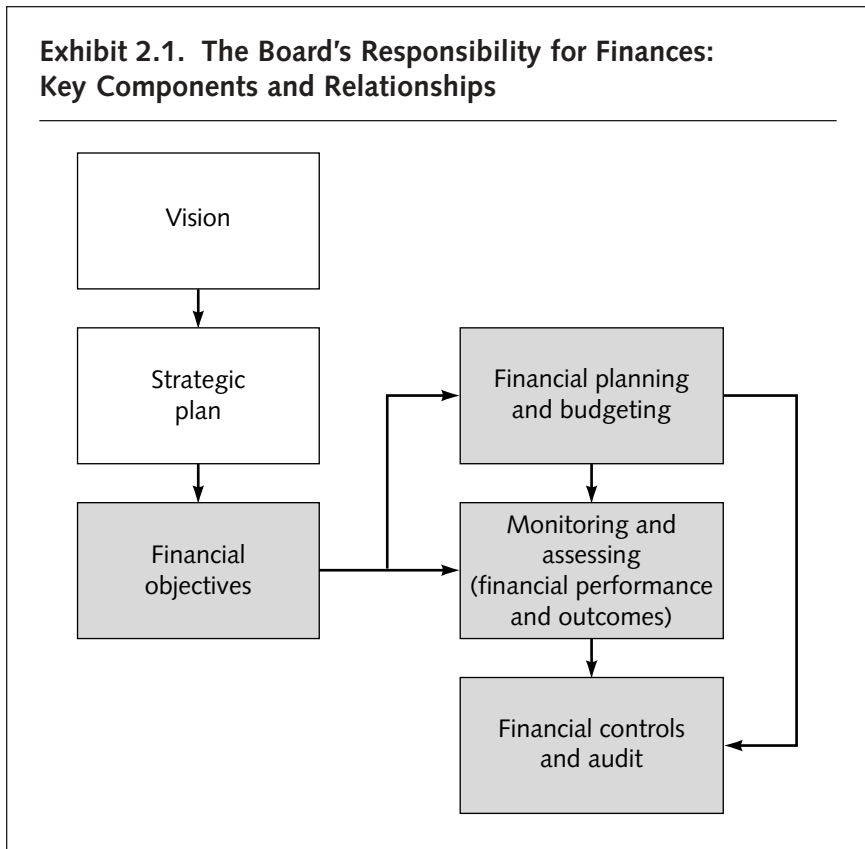 Exhibit 2.1. The Board’s Responsibility for Finances:
Key Components and Relationships
Vision
Strategic
plan
Financial
objectives
Financial planning
and budgeting
Monitoring and
assessing
(financial performance
and outcomes)
Financial controls
and audit